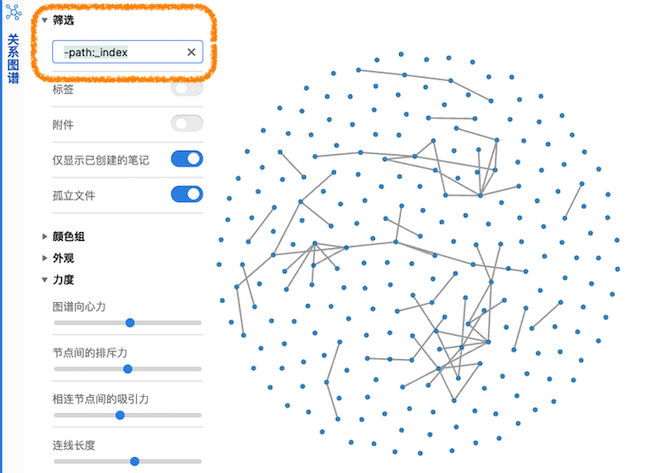 关系图谱
筛选
-path:_index
标签
附件
仅显示已创建的笔记
孤立文件
颜色组
外观
力度
图谱向心力
节点间的排斥力
相连节点间的吸引力
连线长度